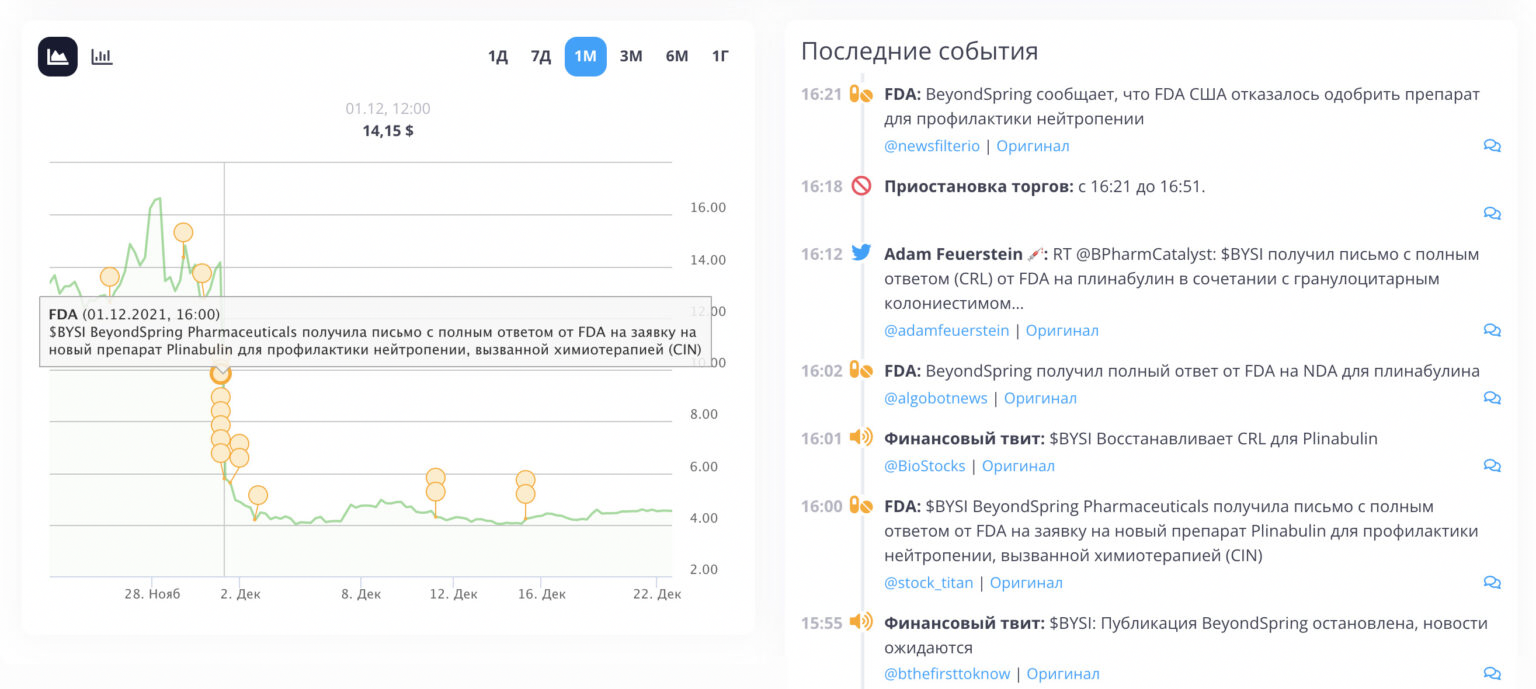 1Д 7Д 1М 3М 6М 1Г
01.12, 12:00
14,15 $
16.00
14.00
12.00
FDA (01.12.2021, 16:00)
$BYSI BeyondSpring Pharmaceuticals получила письмо с полным ответом от FDA на заявку на
новый препарат Plinabulin для профилактики нейтропении, вызванной химиотерапией (CIN)
10.00
8.00
6.00
4.00
2.00
28. Нояб 2. Дек 8. Дек 12. Дек 16. Дек 22. Дек
Последние события
16:21 FDA: BeyondSpring сообщает, что FDA США отказалось одобрить препарат
для профилактики нейтропении
@newsfilterio | Оригинал
16:18 Приостановка торгов: с 16:21 до 16:51.
16:12 Adam Feuerstein 💉: RT @BPharmCatalyst: $BYSI получил письмо с полным
ответом (CRL) от FDA на плинабулин в сочетании с гранулоцитарным
колониестимом...
@adamfeuerstein | Оригинал
16:02 FDA: BeyondSpring получил полный ответ от FDA на NDA для плинабулина
@algobotnews | Оригинал
16:01 Финансовый твит: $BYSI Восстанавливает CRL для Plinabulin
@BioStocks | Оригинал
16:00 FDA: $BYSI BeyondSpring Pharmaceuticals получила письмо с полным
ответом от FDA на заявку на новый препарат Plinabulin для профилактики
нейтропении, вызванной химиотерапией (CIN)
@stock_titan | Оригинал
15:55 Финансовый твит: $BYSI: Публикация BeyondSpring остановлена, новости
ожидаются
@bthefirsttoknow | Оригинал